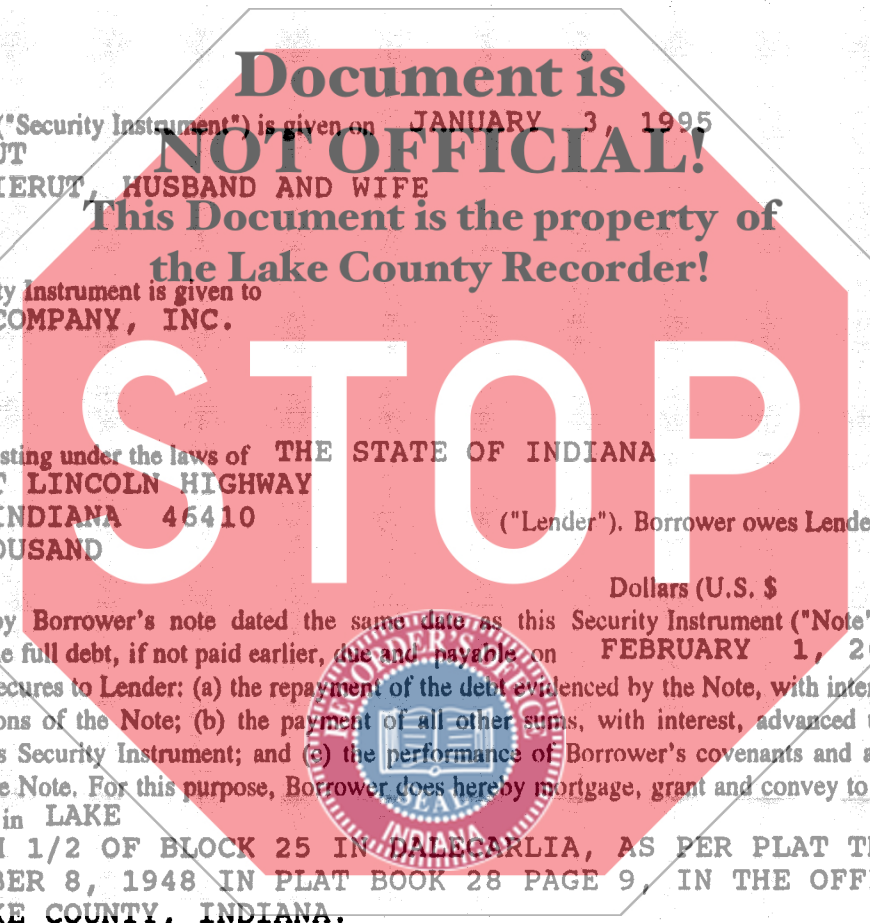 Document is
("Security Instrument") is given on JANUARY 3, 1995
UT
NOT OFFICIAL!
IERUT, HUSBAND AND WIFE
This Document is the property of
the Lake County Recorder!
ty Instrument is given to
COMPANY, INC.
STOP
sting under the laws of THE STATE OF INDIANA
T LINCOLN HIGHWAY
INDIANA 46410 ("Lender"). Borrower owes Lende
OUSAND
Dollars (U.S. $
by Borrower's note dated the same date as this Security Instrument ("Note"
e full debt, if not paid earlier, due and payable on FEBRUARY 1, 2
ecures to Lender: (a) the repayment of the debt evidenced by the Note, with inter
ons of the Note; (b) the payment of all other sums, with interest, advanced
s Security Instrument; and (c) the performance of Borrower's covenants and a
e Note. For this purpose, Borrower does hereby mortgage, grant and convey to
in LAKE
H 1/2 OF BLOCK 25 IN DALECARLIA, AS PER PLAT T
BER 8, 1948 IN PLAT BOOK 28 PAGE 9, IN THE OFF
KE COUNTY, INDIANA.
RECORDER'S OFFICE
SEAL
INDIANA